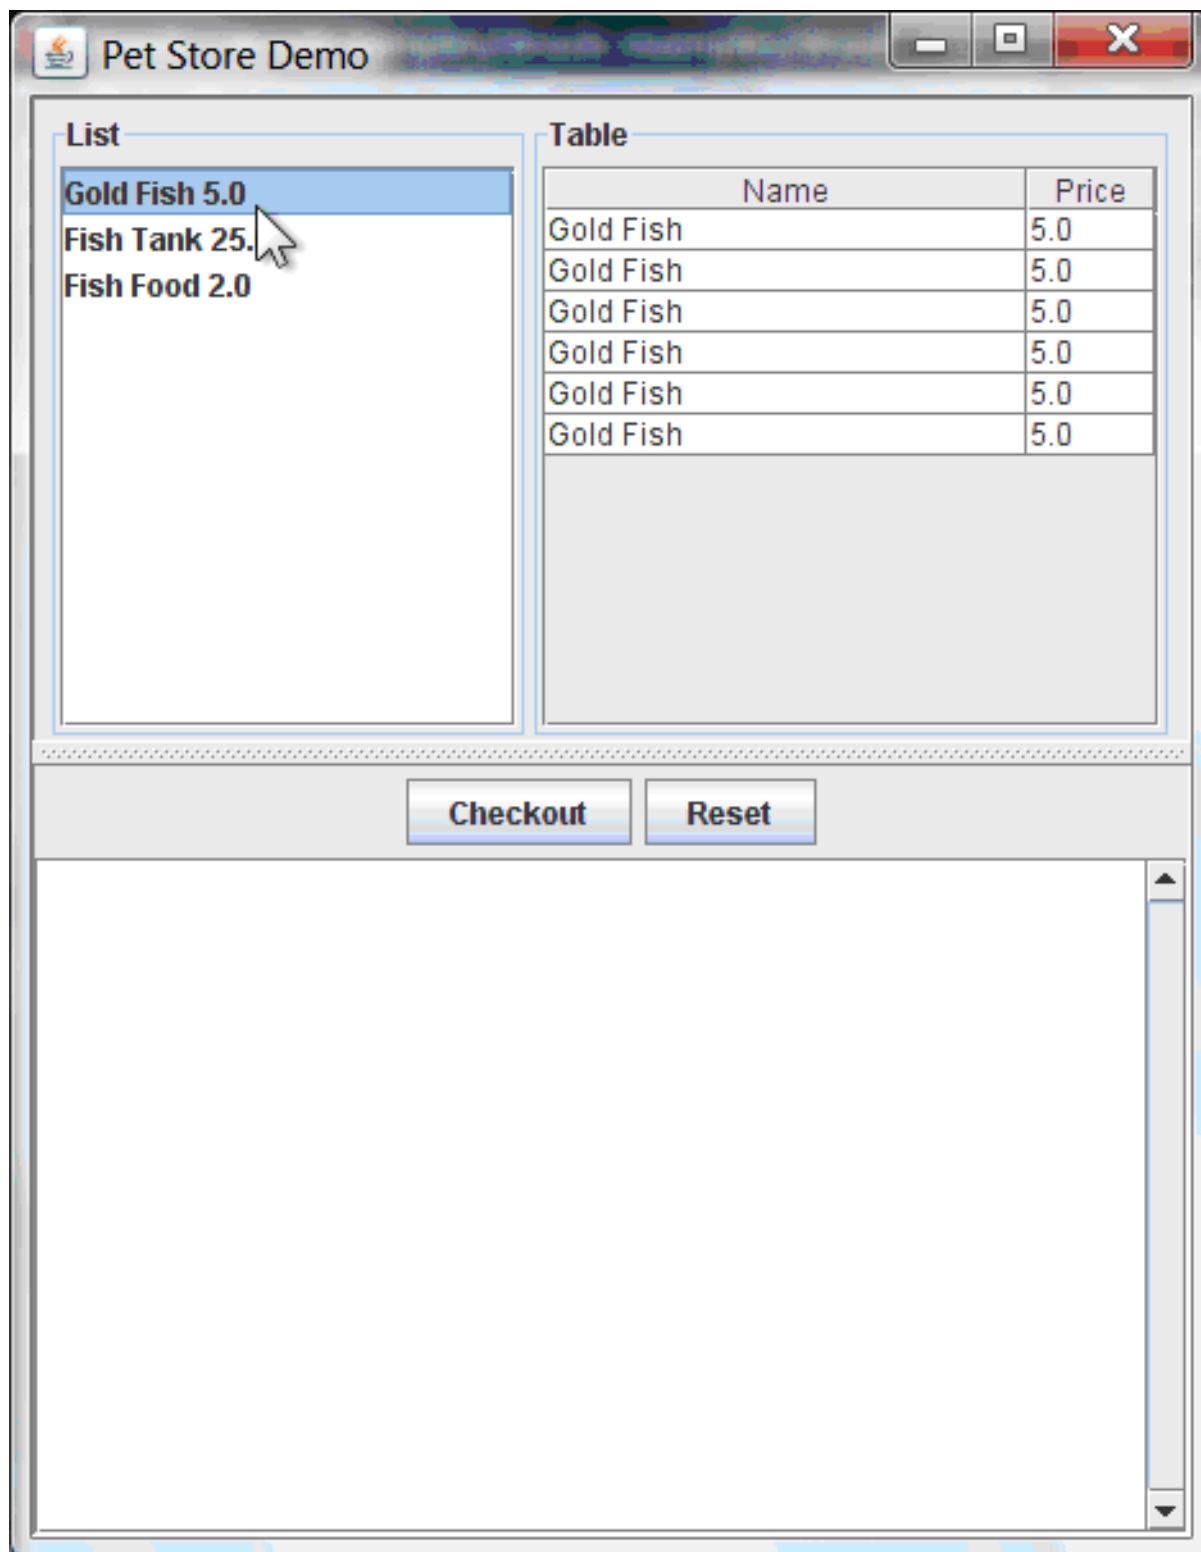 Pet Store Demo
List
Gold Fish 5.0
Fish Tank 25.
Fish Food 2.0
Table
Name Price
Gold Fish 5.0
Gold Fish 5.0
Gold Fish 5.0
Gold Fish 5.0
Gold Fish 5.0
Gold Fish 5.0
Checkout Reset